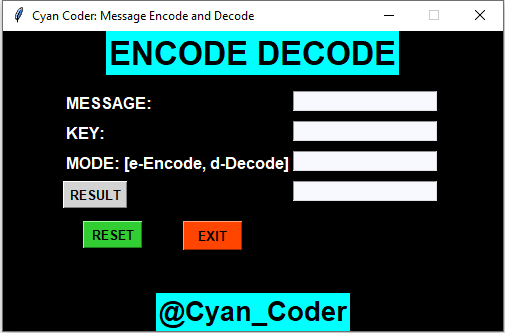 Cyan Coder: Message Encode and Decode
ENCODE DECODE
MESSAGE:
KEY:
MODE: [e-Encode, d-Decode]
RESULT
RESET EXIT
@Cyan_Coder